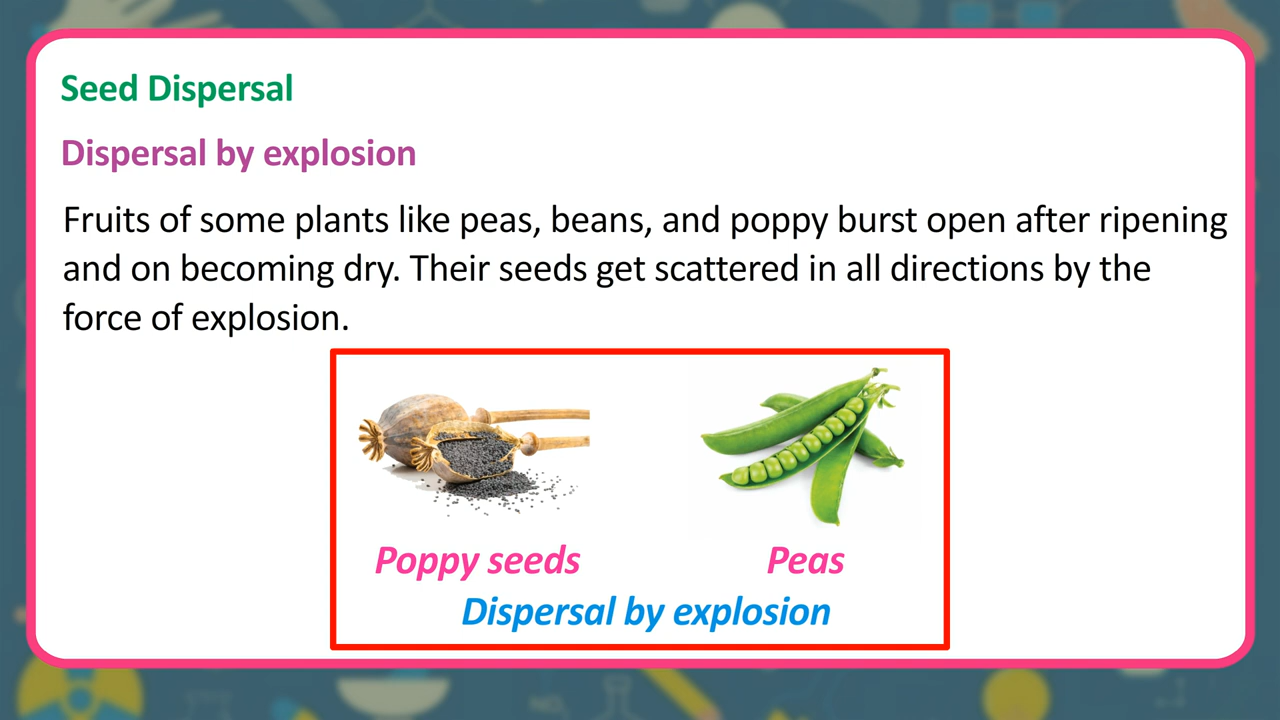 Seed Dispersal
Dispersal by explosion
Fruits of some plants like peas, beans, and poppy burst open after ripening
and on becoming dry. Their seeds get scattered in all directions by the
force of explosion.
Poppy seeds
Peas
Dispersal by explosion